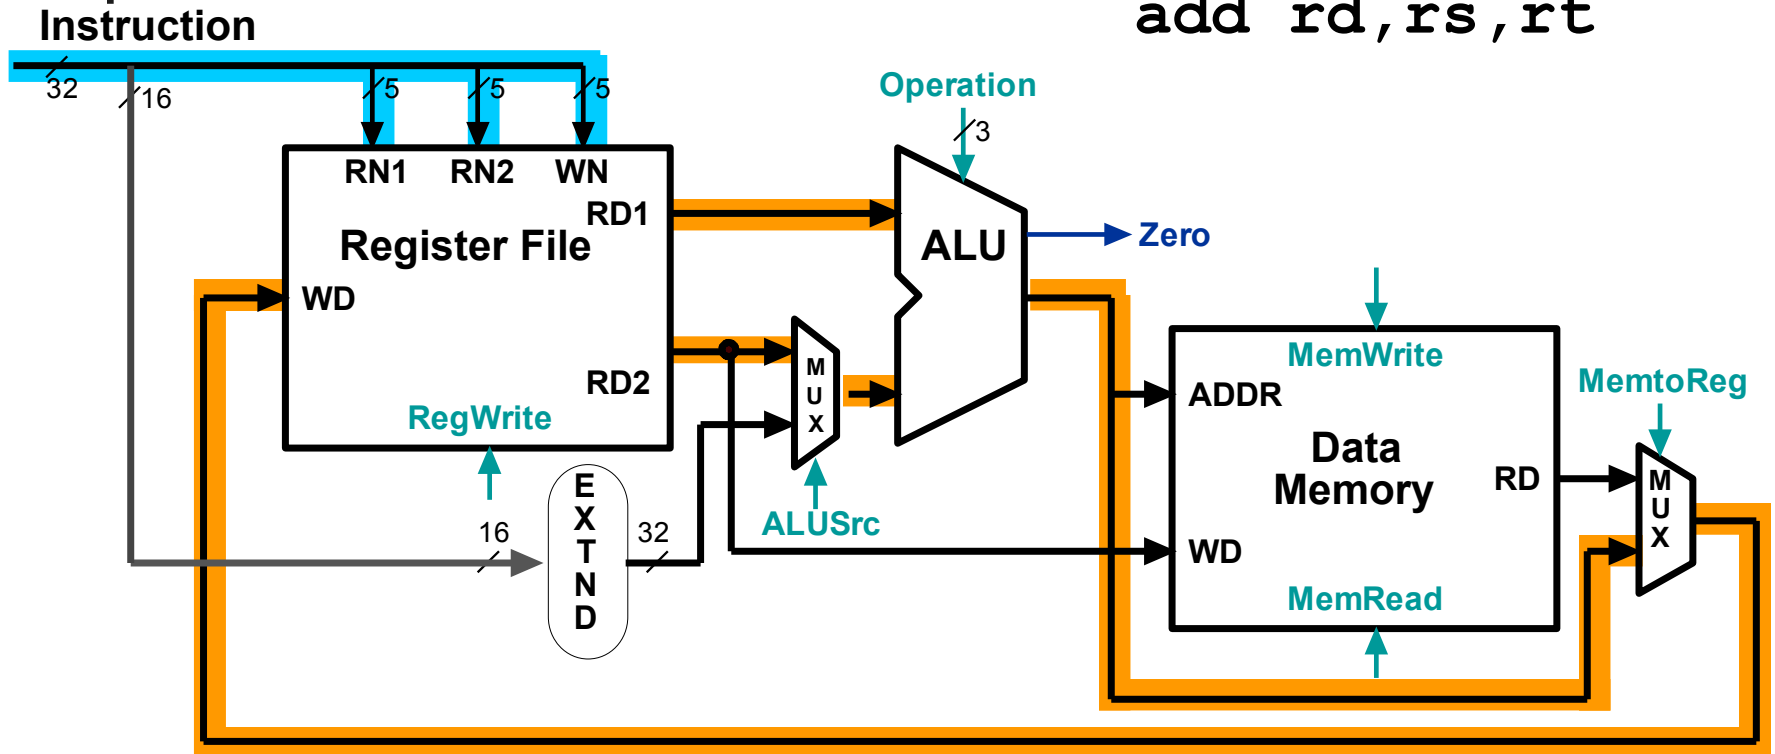 Instruction
add rd,rs,rt
32
16
5
5
5
Operation
3
RN1 RN2 WN
RD1
Register File
ALU
Zero
WD
MemWrite
RD2
M
U
X
MemtoReg
ADDR
RegWrite
Data
Memory
RD
M
U
X
E
X
T
N
D
16
32
ALUSrc
WD
MemRead